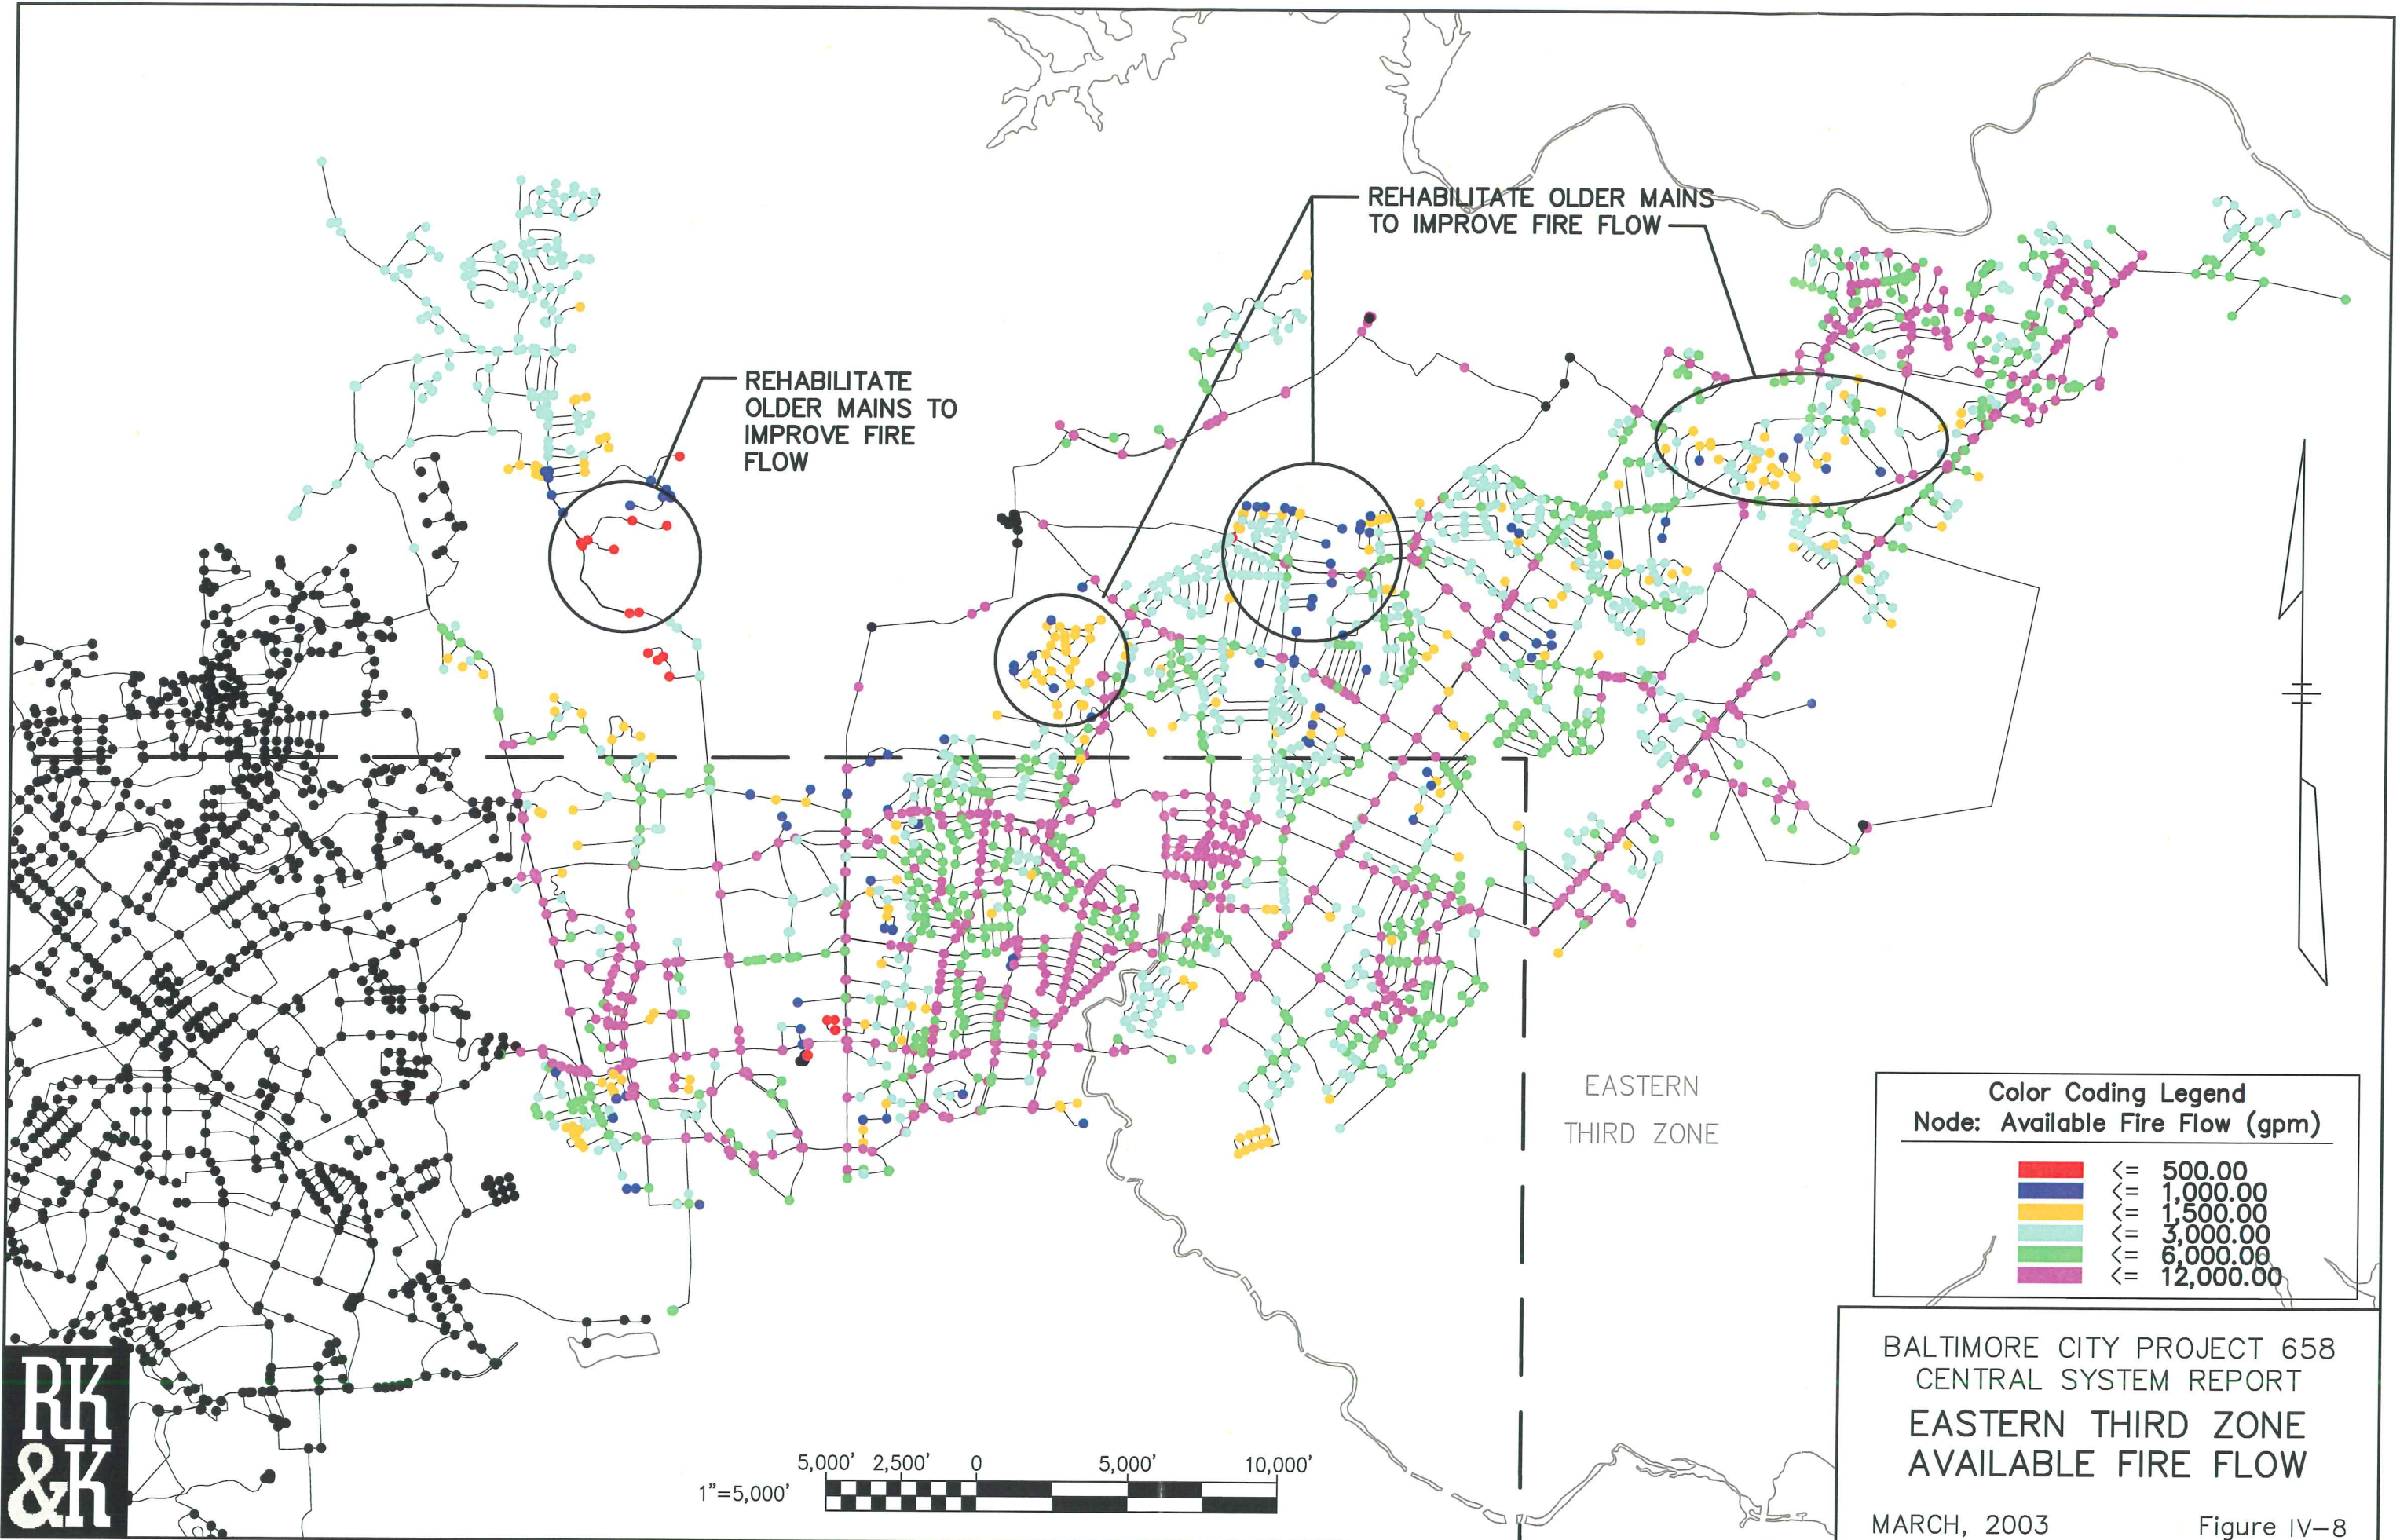 REHABILITATE OLDER MAINS
TO IMPROVE FIRE FLOW
REHABILITATE
OLDER MAINS TO
IMPROVE FIRE
FLOW
EASTERN
THIRD ZONE
Color Coding Legend
Node: Available Fire Flow (gpm)
<= 500.00
<= 1,000.00
<= 1,500.00
<= 3,000.00
<= 6,000.00
<= 12,000.00
BALTIMORE CITY PROJECT 658
CENTRAL SYSTEM REPORT
EASTERN THIRD ZONE
AVAILABLE FIRE FLOW
MARCH, 2003 Figure IV-8
5,000' 2,500' 0 5,000' 10,000'
1"=5,000'
RK
&K